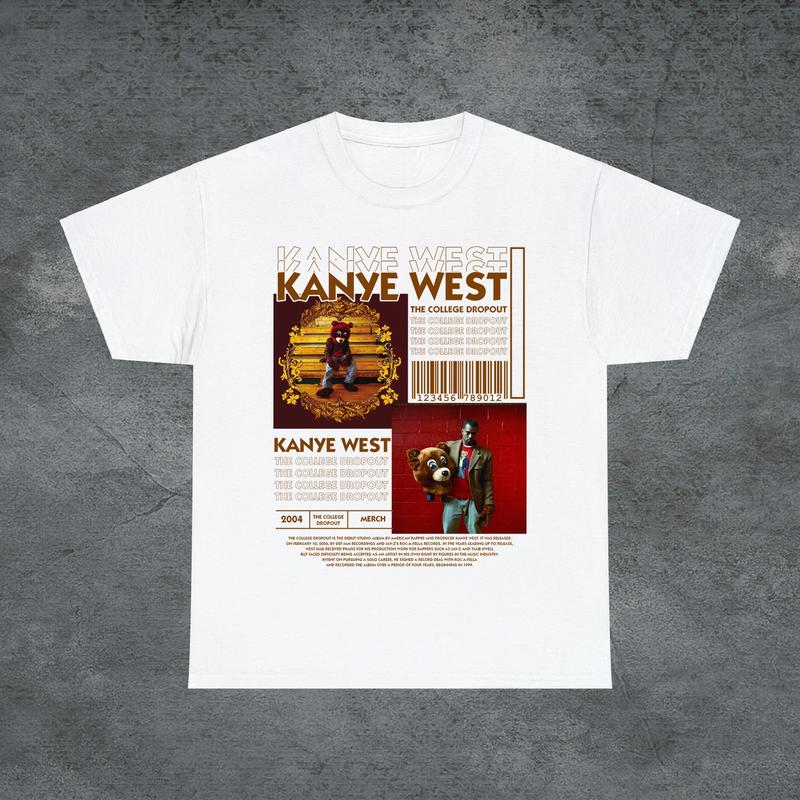 KANYE WEST
KANYE WEST
KANYE WEST
THE COLLEGE DROPOUT
THE COLLEGE DROPOUT
THE COLLEGE DROPOUT
THE COLLEGE DROPOUT
THE COLLEGE DROPOUT
123456 789012
KANYE WEST
THE COLLEGE DROPOUT
THE COLLEGE DROPOUT
THE COLLEGE DROPOUT
THE COLLEGE DROPOUT
2004
THE COLLEGE
DROPOUT
MERCH
THE COLLEGE DROPOUT IS THE DEBUT STUDIO ALBUM BY AMERICAN RAPPER AND PRODUCER KANYE WEST. IT WAS RELEASED
ON FEBRUARY 10, 2004, BY DEF JAM RECORDINGS AND JAY-Z'S ROC-A-FELLA RECORDS. IN THE YEARS LEADING UP TO RELEASE,
WEST HAD RECEIVED PRAISE FOR HIS PRODUCTION WORK FOR RAPPERS SUCH AS JAY-Z AND TALIB KWELI,
BUT FACED DIFFICULTY BEING ACCEPTED AS AN ARTIST IN HIS OWN RIGHT BY FIGURES IN THE MUSIC INDUSTRY.
INTENT ON PURSUING A SOLO CAREER, HE SIGNED A RECORD DEAL WITH ROC-A-FELLA
AND RECORDED THE ALBUM OVER A PERIOD OF FOUR YEARS, BEGINNING IN 1999.